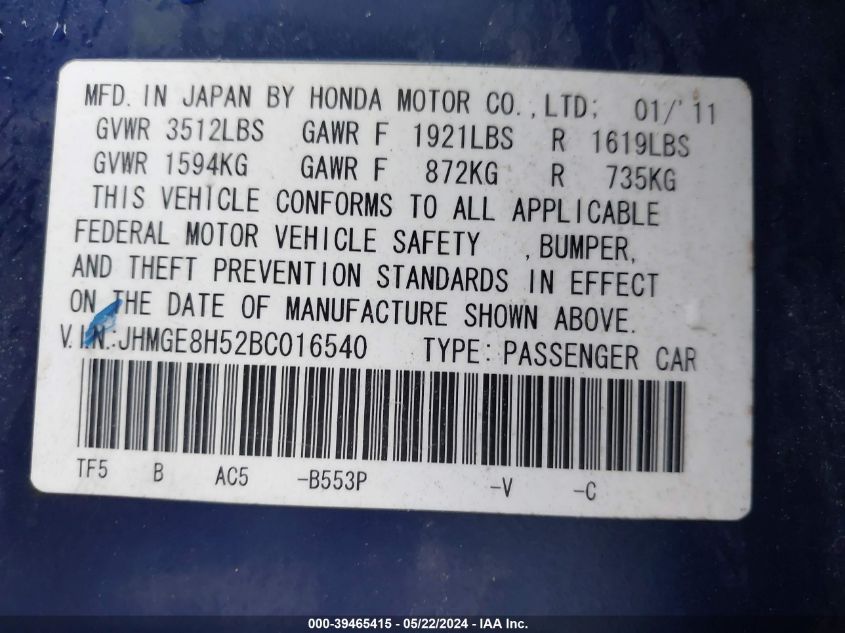 MFD. IN JAPAN BY HONDA MOTOR CO., LTD; 01/'11
GVWR 3512LBS GAWR F 1921LBS R 1619LBS
GVWR 1594KG GAWR F 872KG R 735KG
THIS VEHICLE CONFORMS TO ALL APPLICABLE
FEDERAL MOTOR VEHICLE SAFETY , BUMPER,
AND THEFT PREVENTION STANDARDS IN EFFECT
ON THE DATE OF MANUFACTURE SHOWN ABOVE.
V.I.N.:JHMGE8H52BC016540 TYPE:PASSENGER CAR
TF5 B AC5 -B553P -V -C
000-39465415 - 05/22/2024 - IAA Inc.